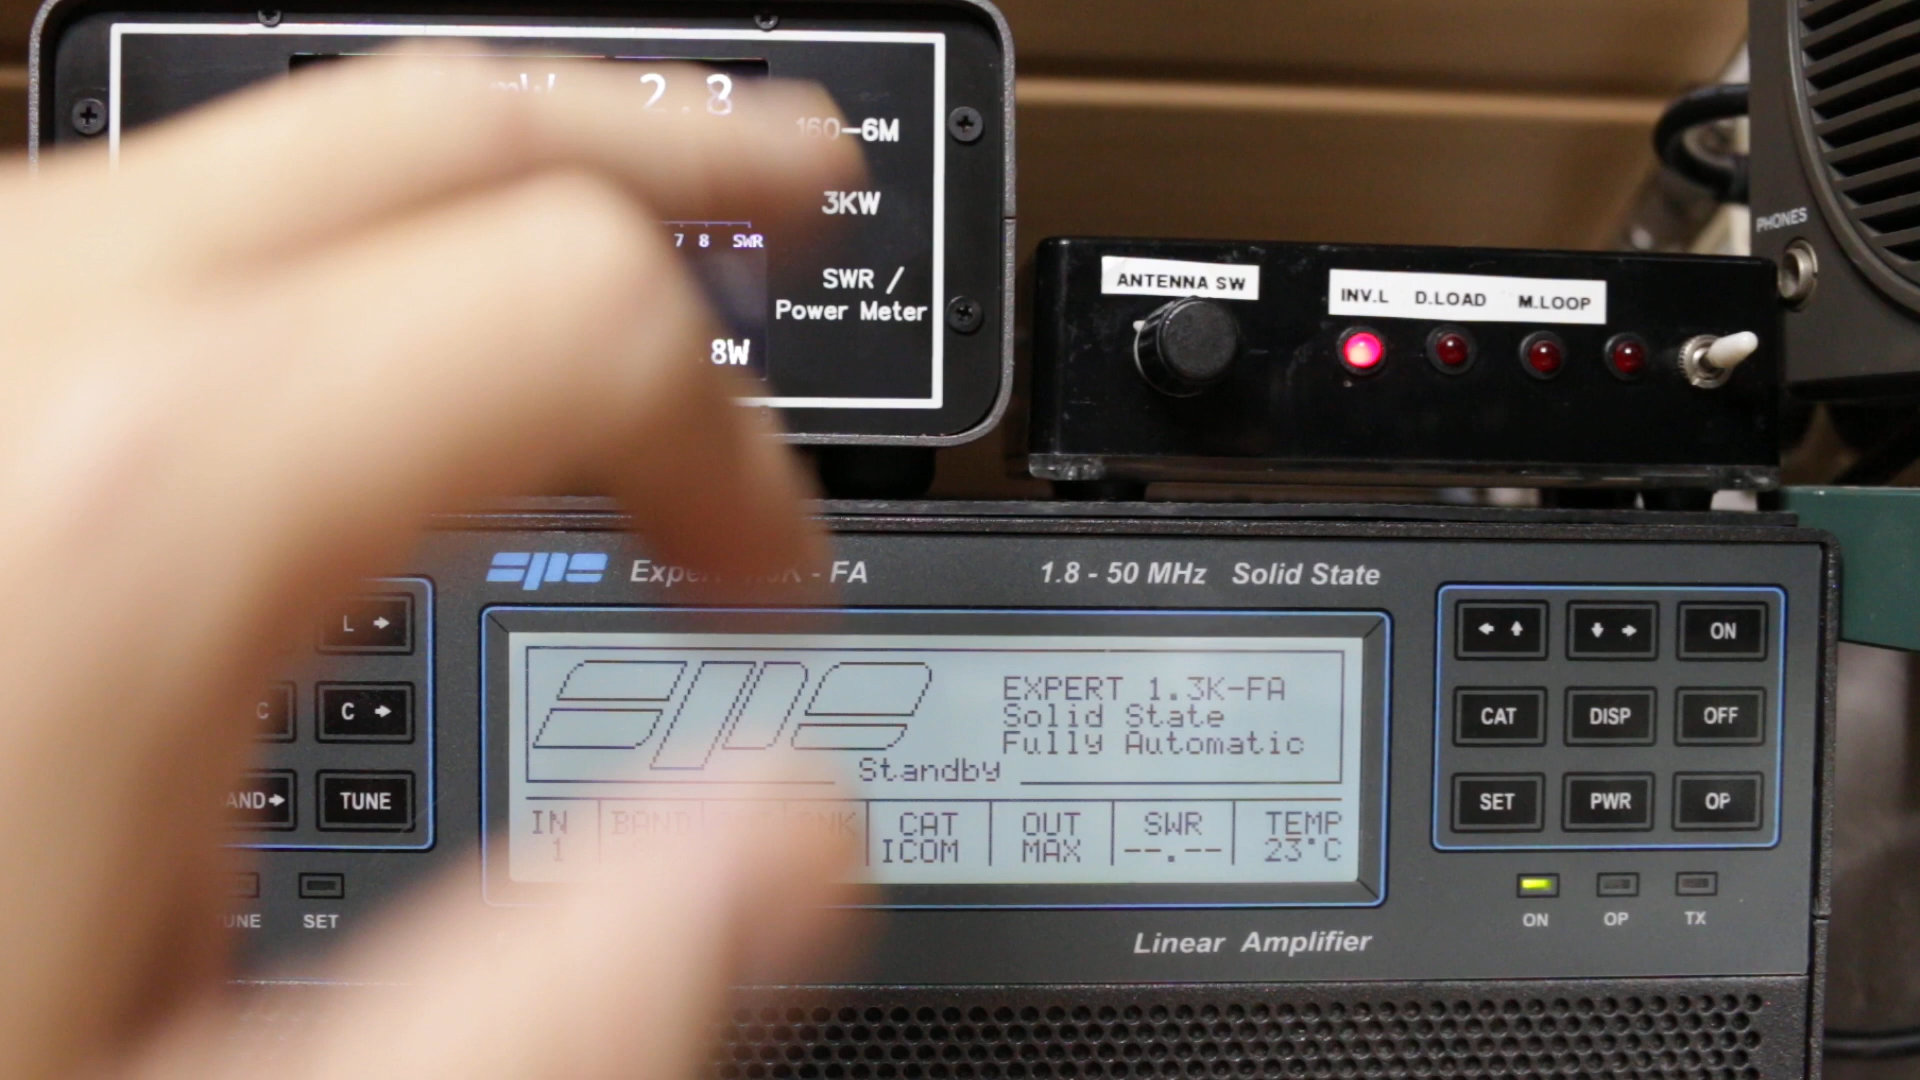 2.8
160-6M
3KW
7 8 SWR
SWR /
Power Meter
8W
PHONES
ANTENNA SW
INV.L D.LOAD M.LOOP
spe - FA
1.8 - 50 MHz Solid State
L
C
C
TUNE
SET
EXPERT 1.3K-FA
Solid State
Fully Automatic
Standby
IN BAND CAT OUT SWR TEMP
1 ICOM MAX --.-- 23°C
ON
CAT DISP OFF
SET PWR OP
ON OP TX
Linear Amplifier